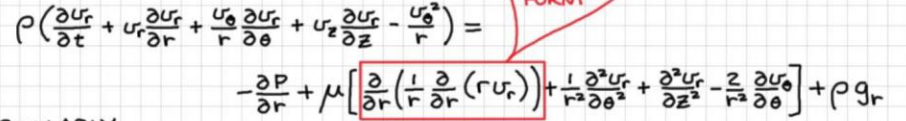 FORM
ρ(∂υr/∂t + υr ∂υr/∂r + υθ/r ∂υr/∂θ + υz ∂υr/∂z - υθ²/r) =
-∂P/∂r + μ[∂/∂r(1/r ∂/∂r(rυr)) + 1/r² ∂²υr/∂θ² + ∂²υr/∂z² - 2/r² ∂υθ/∂θ] + ρgr